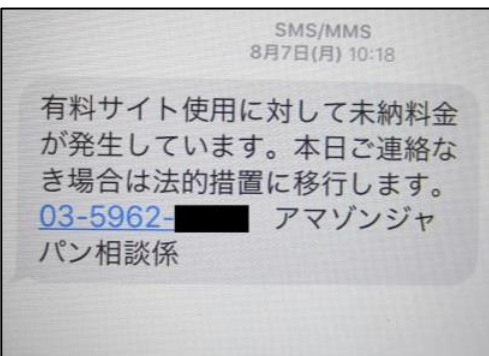 SMS/MMS
8月7日(月) 10:18
有料サイト使用に対して未納料金
が発生しています。本日ご連絡な
き場合は法的措置に移行します。
03-5962- アマゾンジャ
パン相談係